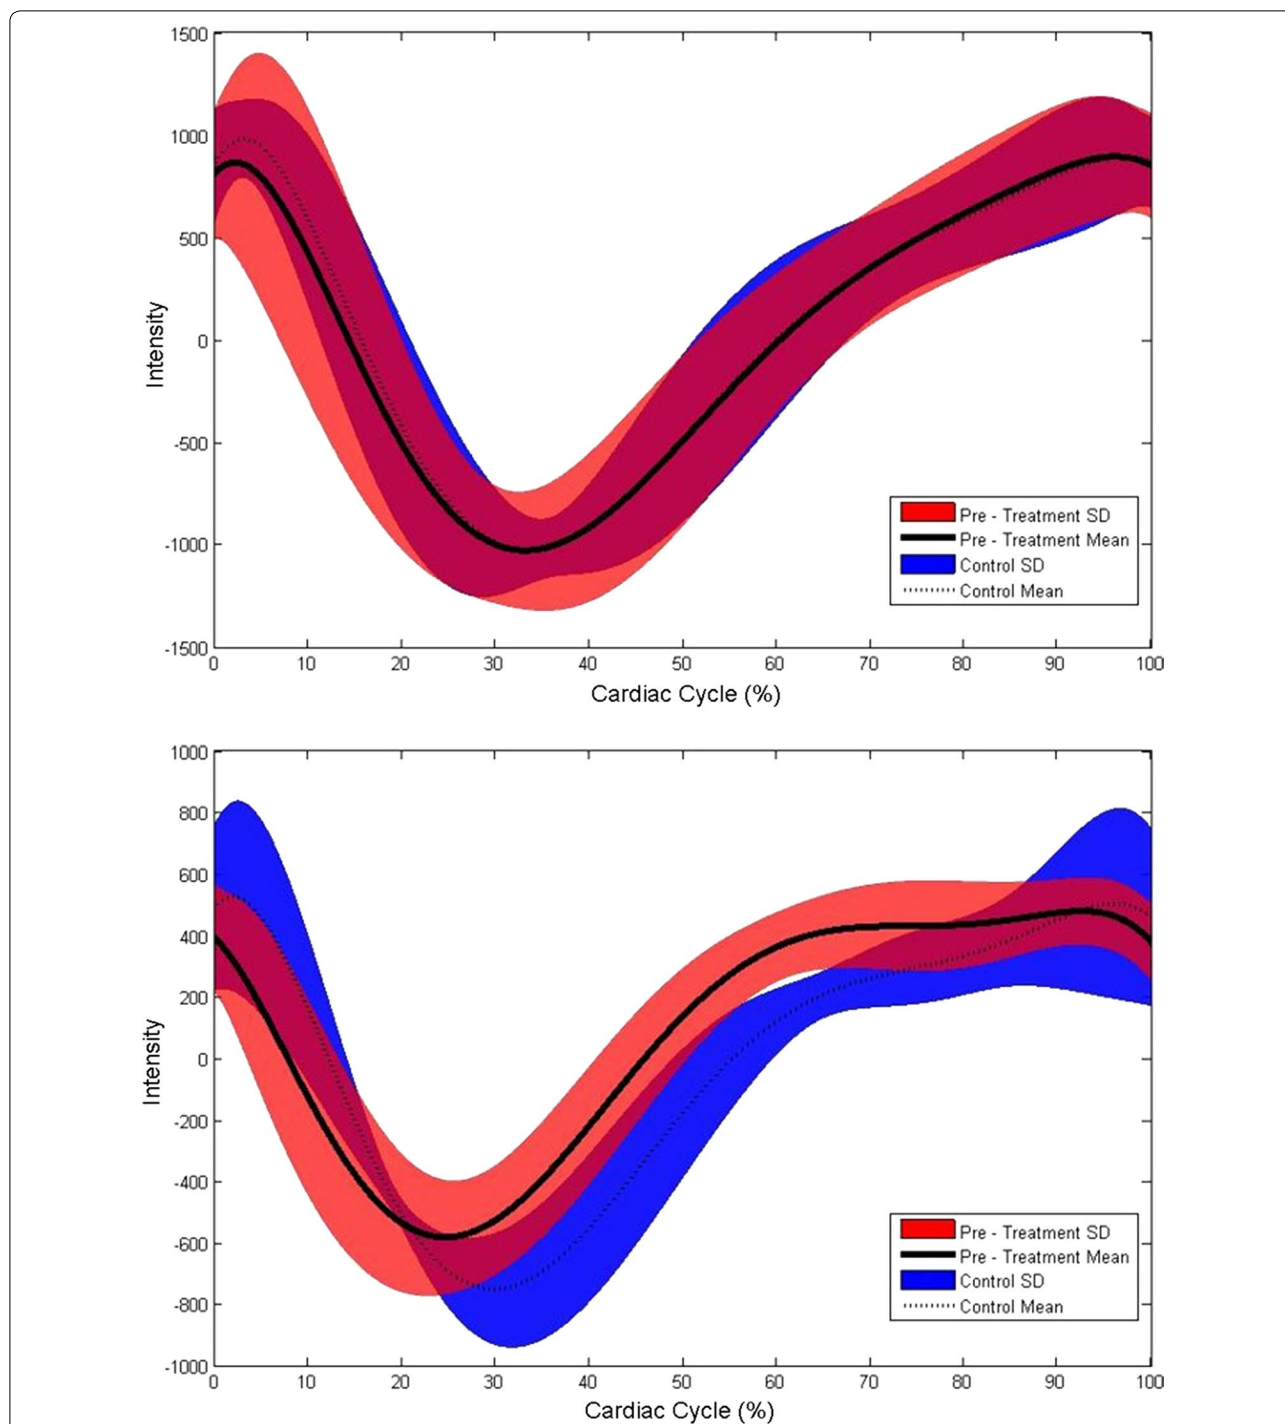 1500
1000
500
0
-500
-1000
-1500
Intensity
0 10 20 30 40 50 60 70 80 90 100
Cardiac Cycle (%)
Pre - Treatment SD
Pre - Treatment Mean
Control SD
Control Mean
1000
800
600
400
200
0
-200
-400
-600
-800
-1000
Intensity
0 10 20 30 40 50 60 70 80 90 100
Cardiac Cycle (%)
Pre - Treatment SD
Pre - Treatment Mean
Control SD
Control Mean